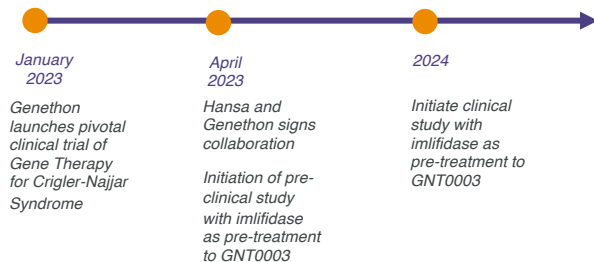 January
2023
Genethon
launches pivotal
clinical trial of
Gene Therapy
for Crigler-Najjar
Syndrome
April
2023
Hansa and
Genethon signs
collaboration
Initiation of pre-
clinical study
with imlifidase
as pre-treatment
to GNT0003
2024
Initiate clinical
study with
imlifidase as
pre-treatment to
GNT0003